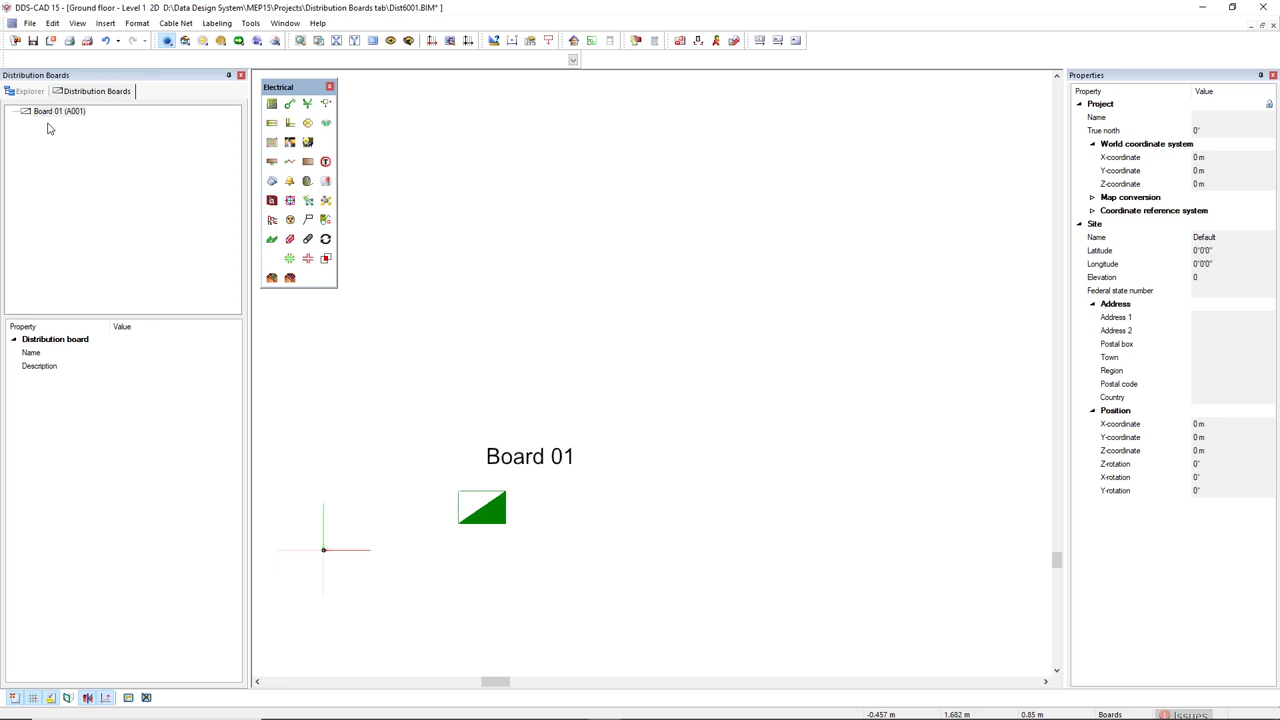 DDS-CAD 15 - [Ground floor - Level 1  2D  D:\Data Design System\MEP15\Projects\Distribution Boards tab\Dist6001.BIM* ]
File Edit View Insert Format Cable Net Labeling Tools Window Help
Distribution Boards
Explorer Distribution Boards
Board 01 (A001)
Property Value
Distribution board
Name
Description
Electrical
Board 01
Properties
Property Value
Project
Name
True north 0°
World coordinate system
X-coordinate 0 m
Y-coordinate 0 m
Z-coordinate 0 m
Map conversion
Coordinate reference system
Site
Name Default
Latitude 0°0'0"
Longitude 0°0'0"
Elevation 0
Federal state number
Address
Address 1
Address 2
Postal box
Town
Region
Postal code
Country
Position
X-coordinate 0 m
Y-coordinate 0 m
Z-coordinate 0 m
Z-rotation 0°
X-rotation 0°
Y-rotation 0°
-0.457 m 1.682 m 0.85 m Boards Issues